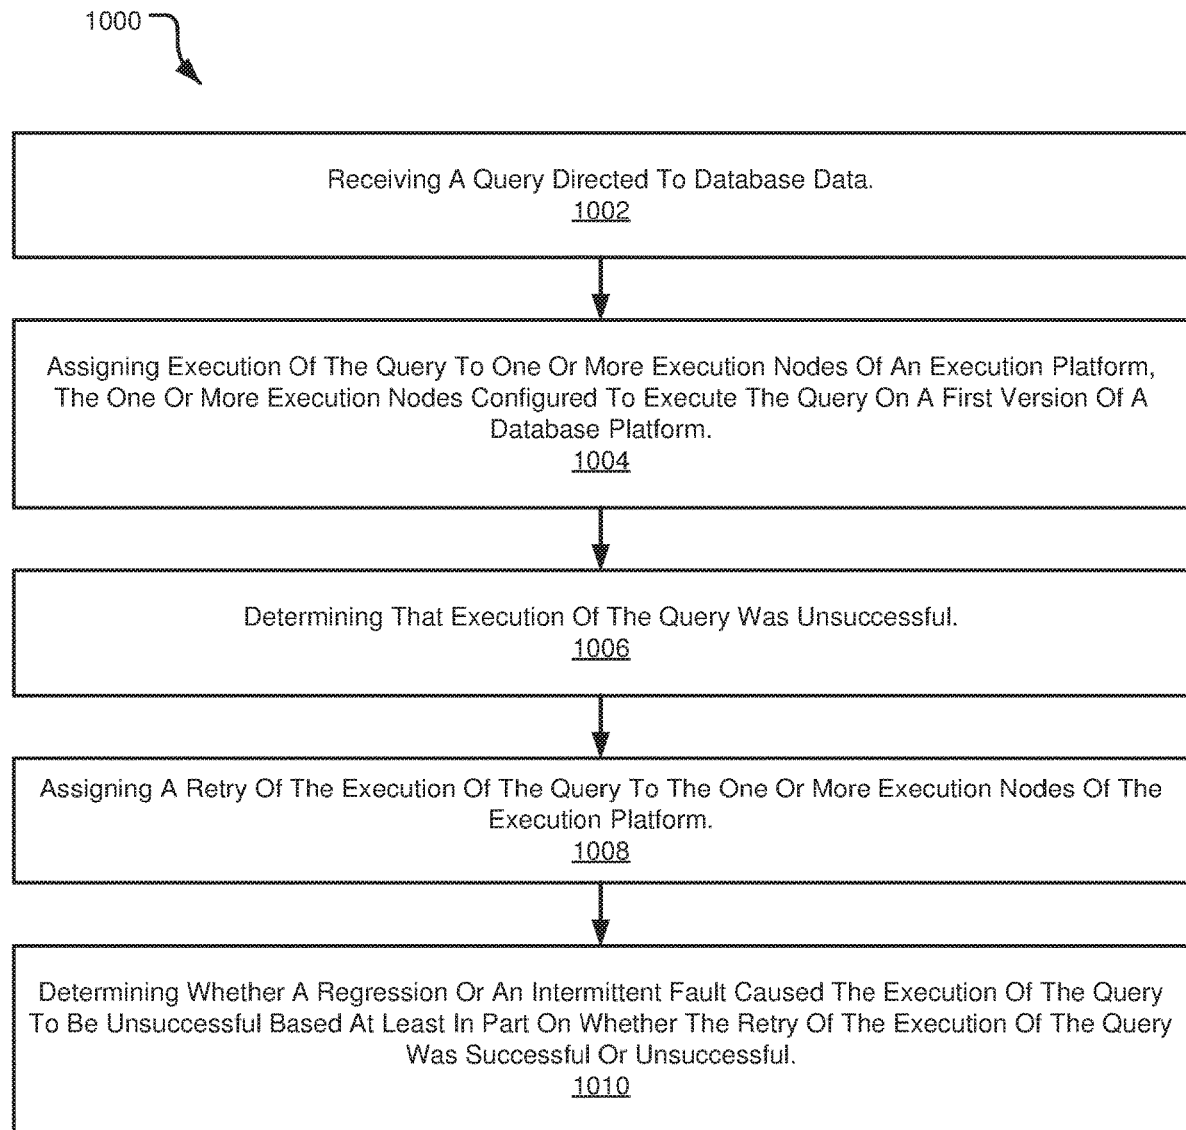 1000
Receiving A Query Directed To Database Data.
1002
Assigning Execution Of The Query To One Or More Execution Nodes Of An Execution Platform,
The One Or More Execution Nodes Configured To Execute The Query On A First Version Of A
Database Platform.
1004
Determining That Execution Of The Query Was Unsuccessful.
1006
Assigning A Retry Of The Execution Of The Query To The One Or More Execution Nodes Of The
Execution Platform.
1008
Determining Whether A Regression Or An Intermittent Fault Caused The Execution Of The Query
To Be Unsuccessful Based At Least In Part On Whether The Retry Of The Execution Of The Query
Was Successful Or Unsuccessful.
1010